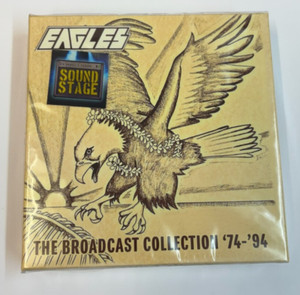 EAGLES
SOUND
STAGE
THE BROADCAST COLLECTION '74-'94